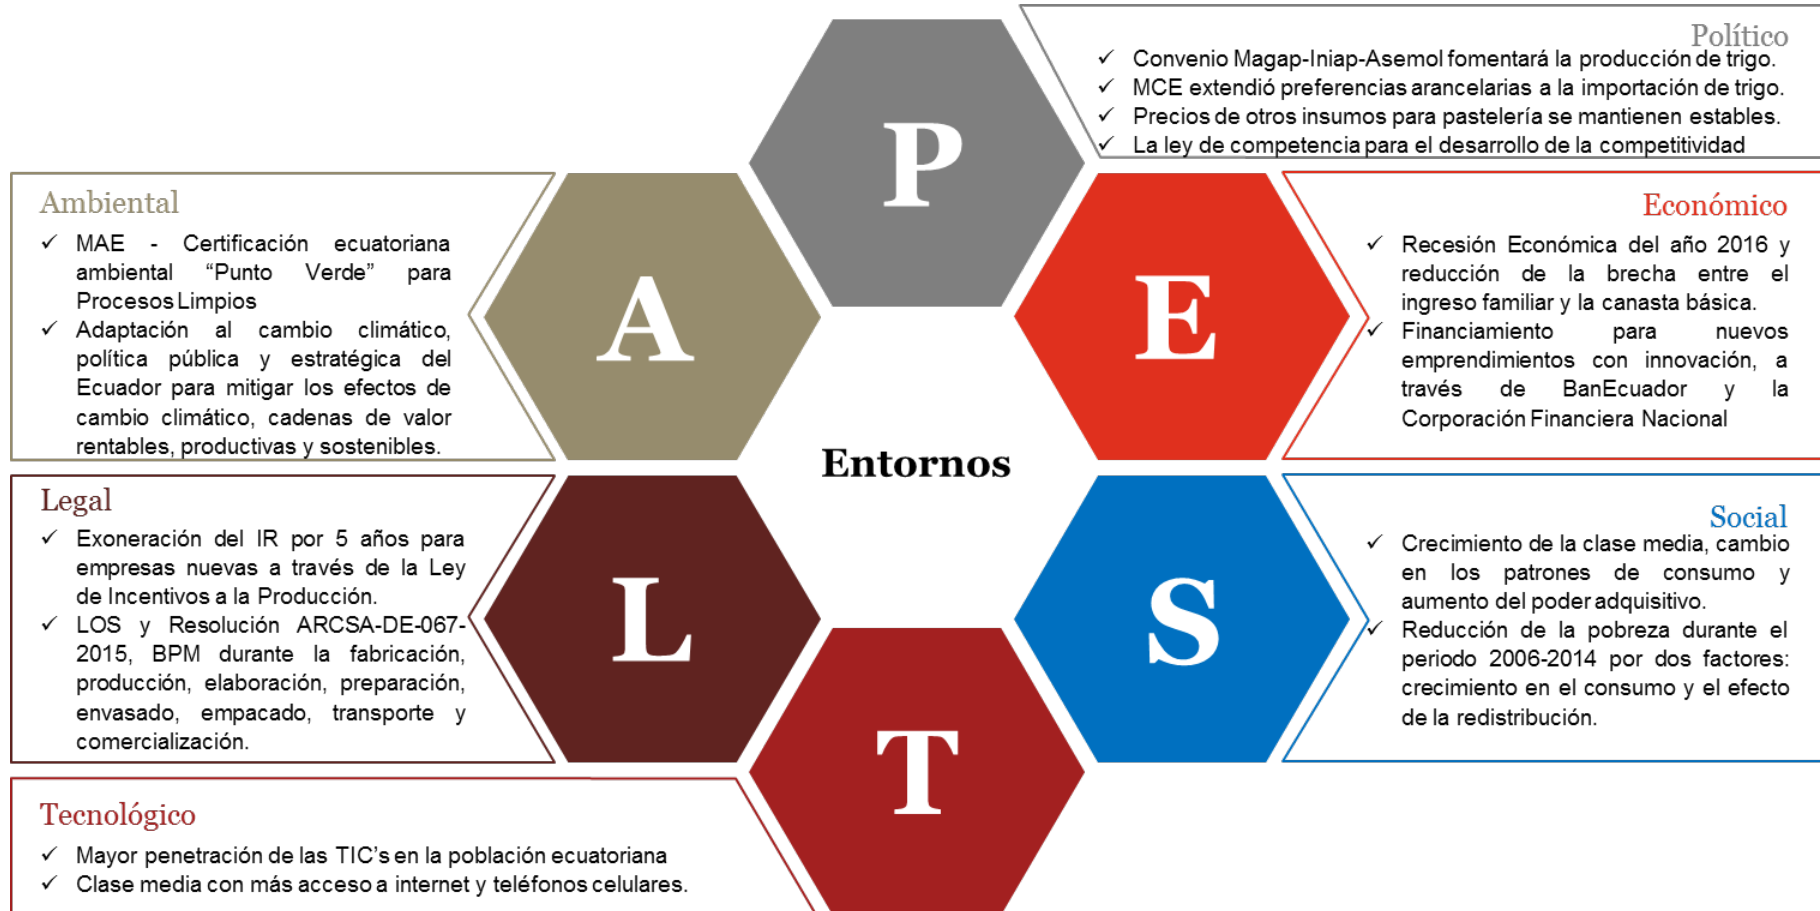 Político
✓ Convenio Magap-Iniap-Asemol fomentará la producción de trigo.
✓ MCE extendió preferencias arancelarias a la importación de trigo.
✓ Precios de otros insumos para pastelería se mantienen estables.
✓ La ley de competencia para el desarrollo de la competitividad
P
Ambiental
✓ MAE - Certificación ecuatoriana
ambiental “Punto Verde” para
Procesos Limpios
✓ Adaptación al cambio climático,
política pública y estratégica del
Ecuador para mitigar los efectos de
cambio climático, cadenas de valor
rentables, productivas y sostenibles.
A
E
Económico
✓ Recesión Económica del año 2016 y
reducción de la brecha entre el
ingreso familiar y la canasta básica.
✓ Financiamiento para nuevos
emprendimientos con innovación, a
través de BanEcuador y la
Corporación Financiera Nacional
Entornos
Legal
✓ Exoneración del IR por 5 años para
empresas nuevas a través de la Ley
de Incentivos a la Producción.
✓ LOS y Resolución ARCSA-DE-067-
2015, BPM durante la fabricación,
producción, elaboración, preparación,
envasado, empacado, transporte y
comercialización.
L
S
Social
✓ Crecimiento de la clase media, cambio
en los patrones de consumo y
aumento del poder adquisitivo.
✓ Reducción de la pobreza durante el
periodo 2006-2014 por dos factores:
crecimiento en el consumo y el efecto
de la redistribución.
T
Tecnológico
✓ Mayor penetración de las TIC’s en la población ecuatoriana
✓ Clase media con más acceso a internet y teléfonos celulares.